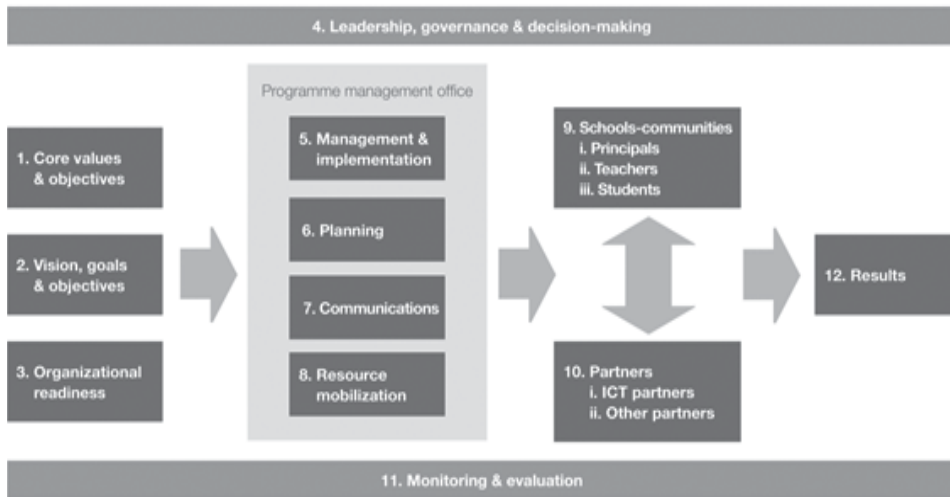 4. Leadership, governance & decision-making
Programme management office
1. Core values
& objectives
2. Vision, goals
& objectives
3. Organizational
readiness
5. Management &
implementation
6. Planning
7. Communications
8. Resource
mobilization
9. Schools-communities
i. Principals
ii. Teachers
iii. Students
10. Partners
i. ICT partners
ii. Other partners
12. Results
11. Monitoring & evaluation